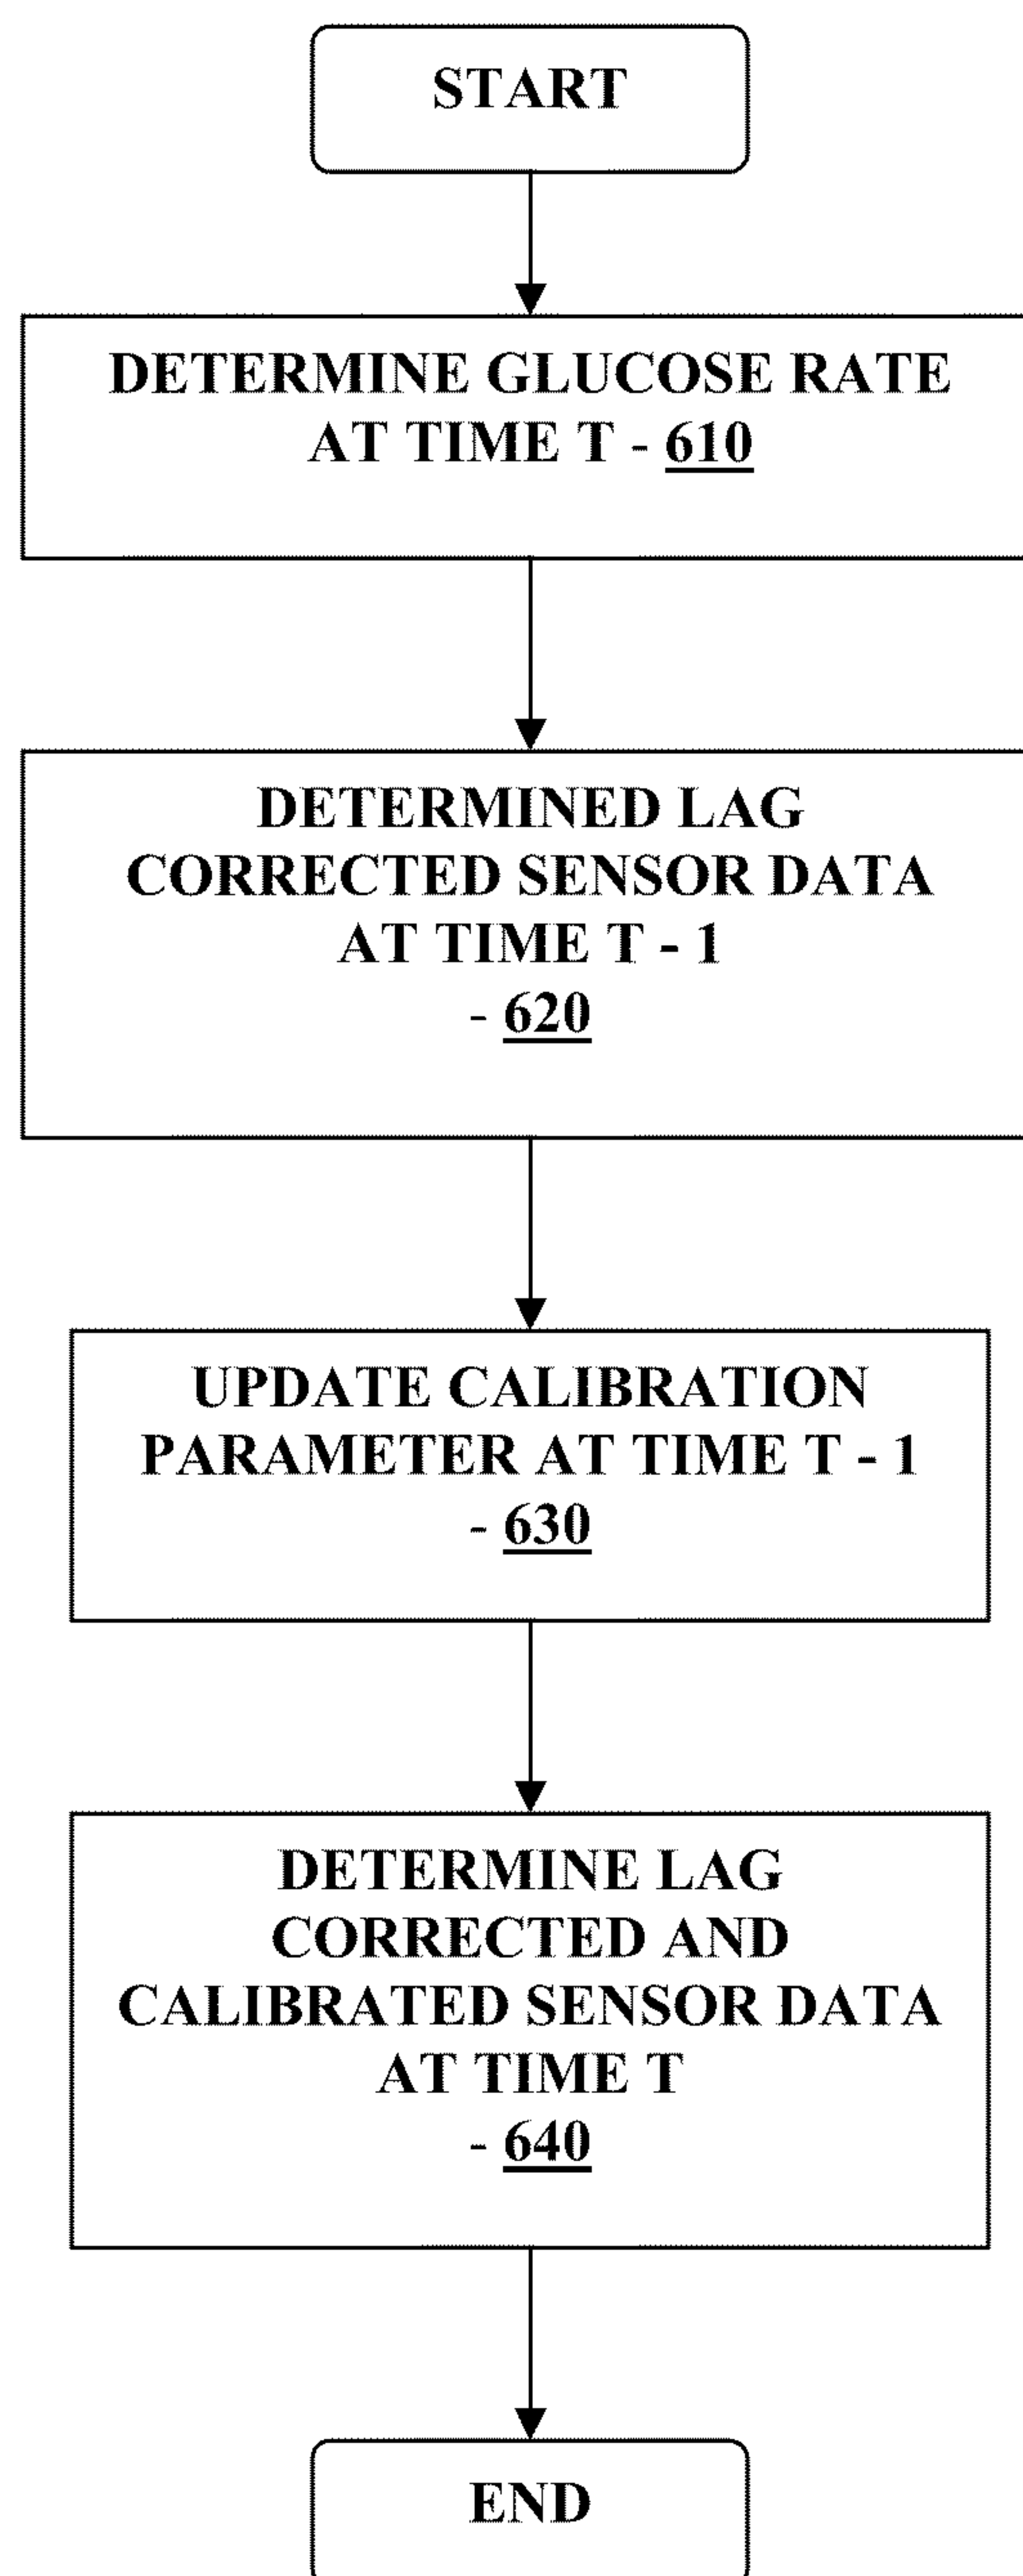 START
DETERMINE GLUCOSE RATE
AT TIME T - 610
DETERMINED LAG
CORRECTED SENSOR DATA
AT TIME T - 1
- 620
UPDATE CALIBRATION
PARAMETER AT TIME T - 1
- 630
DETERMINE LAG
CORRECTED AND
CALIBRATED SENSOR DATA
AT TIME T
- 640
END